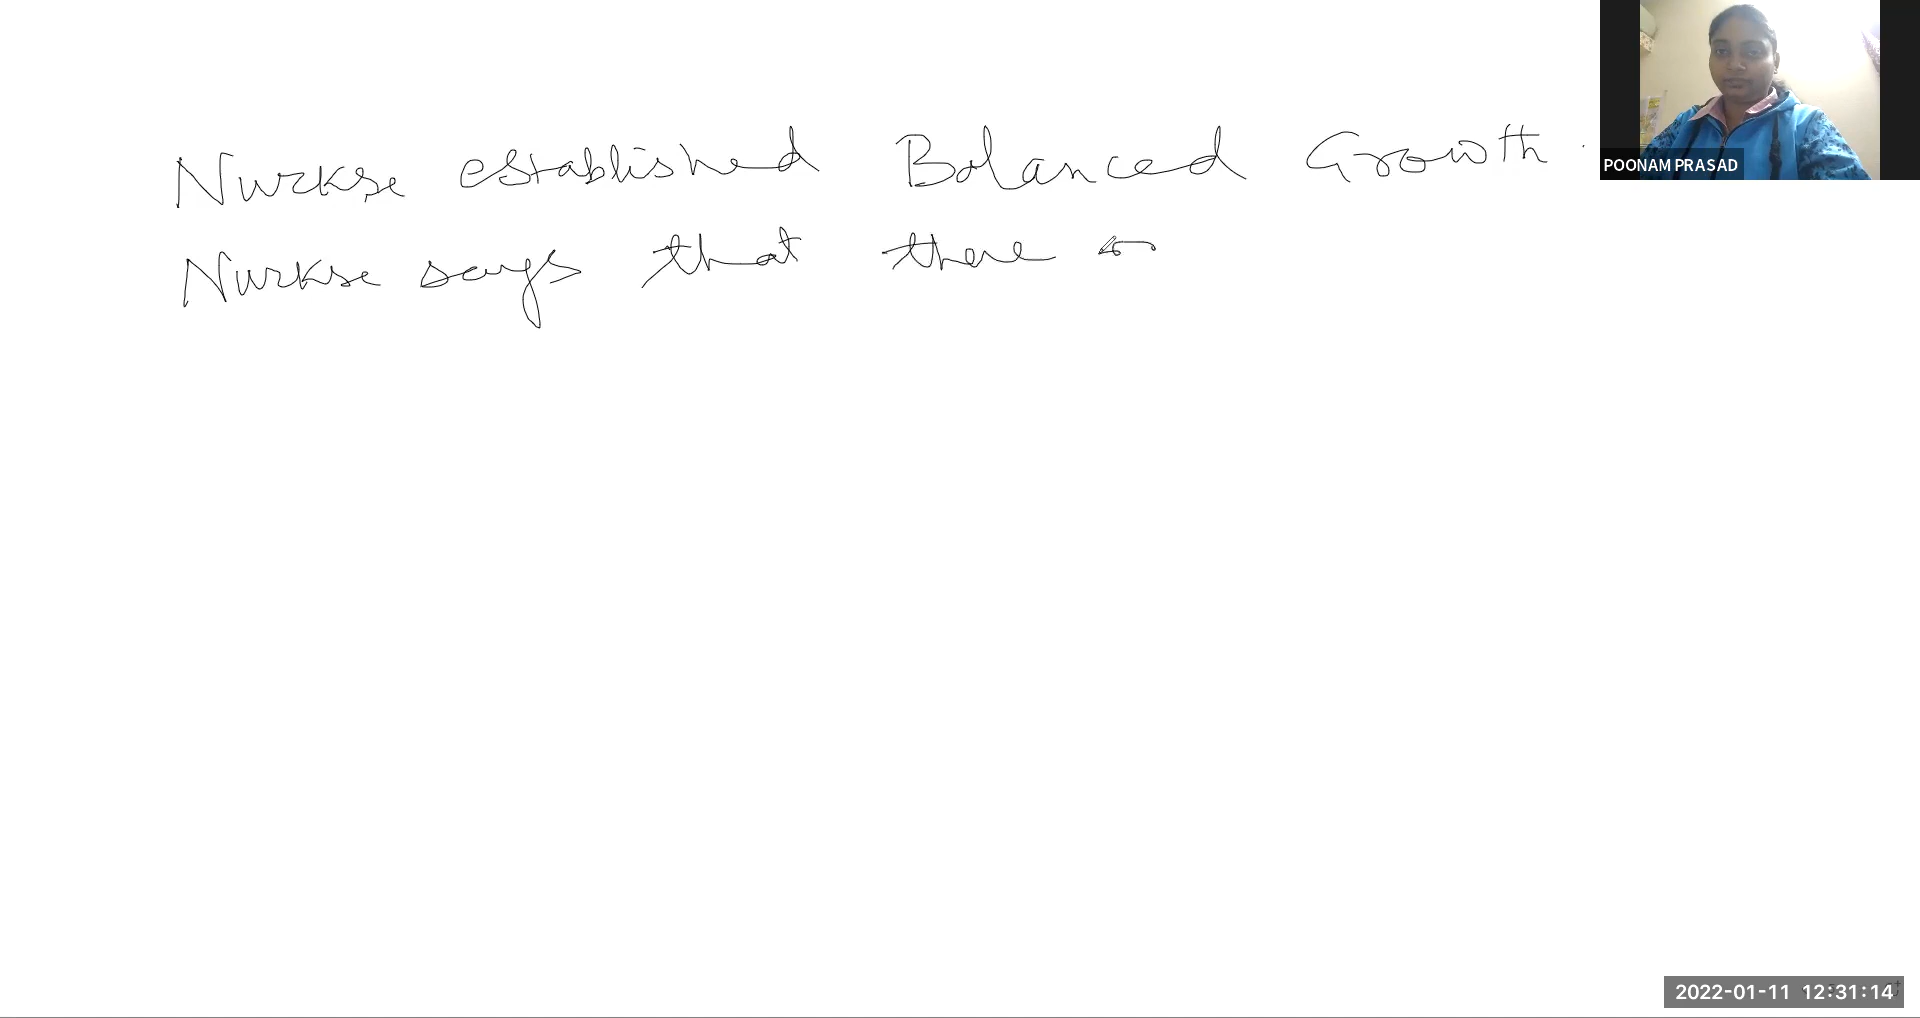 Nurkse established Balanced Growth.
Nurkse says that there
POONAM PRASAD
2022-01-11 12:31:14